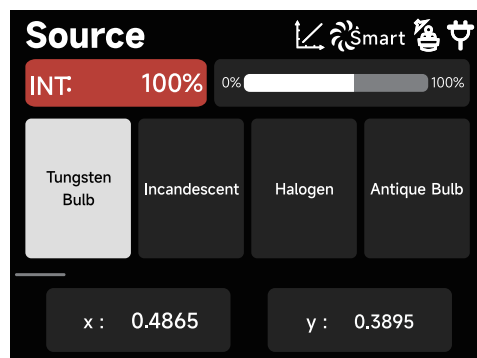 Source Smart
INT: 100% 0% 100%
Tungsten
Bulb
Incandescent
Halogen
Antique Bulb
x : 0.4865 y : 0.3895